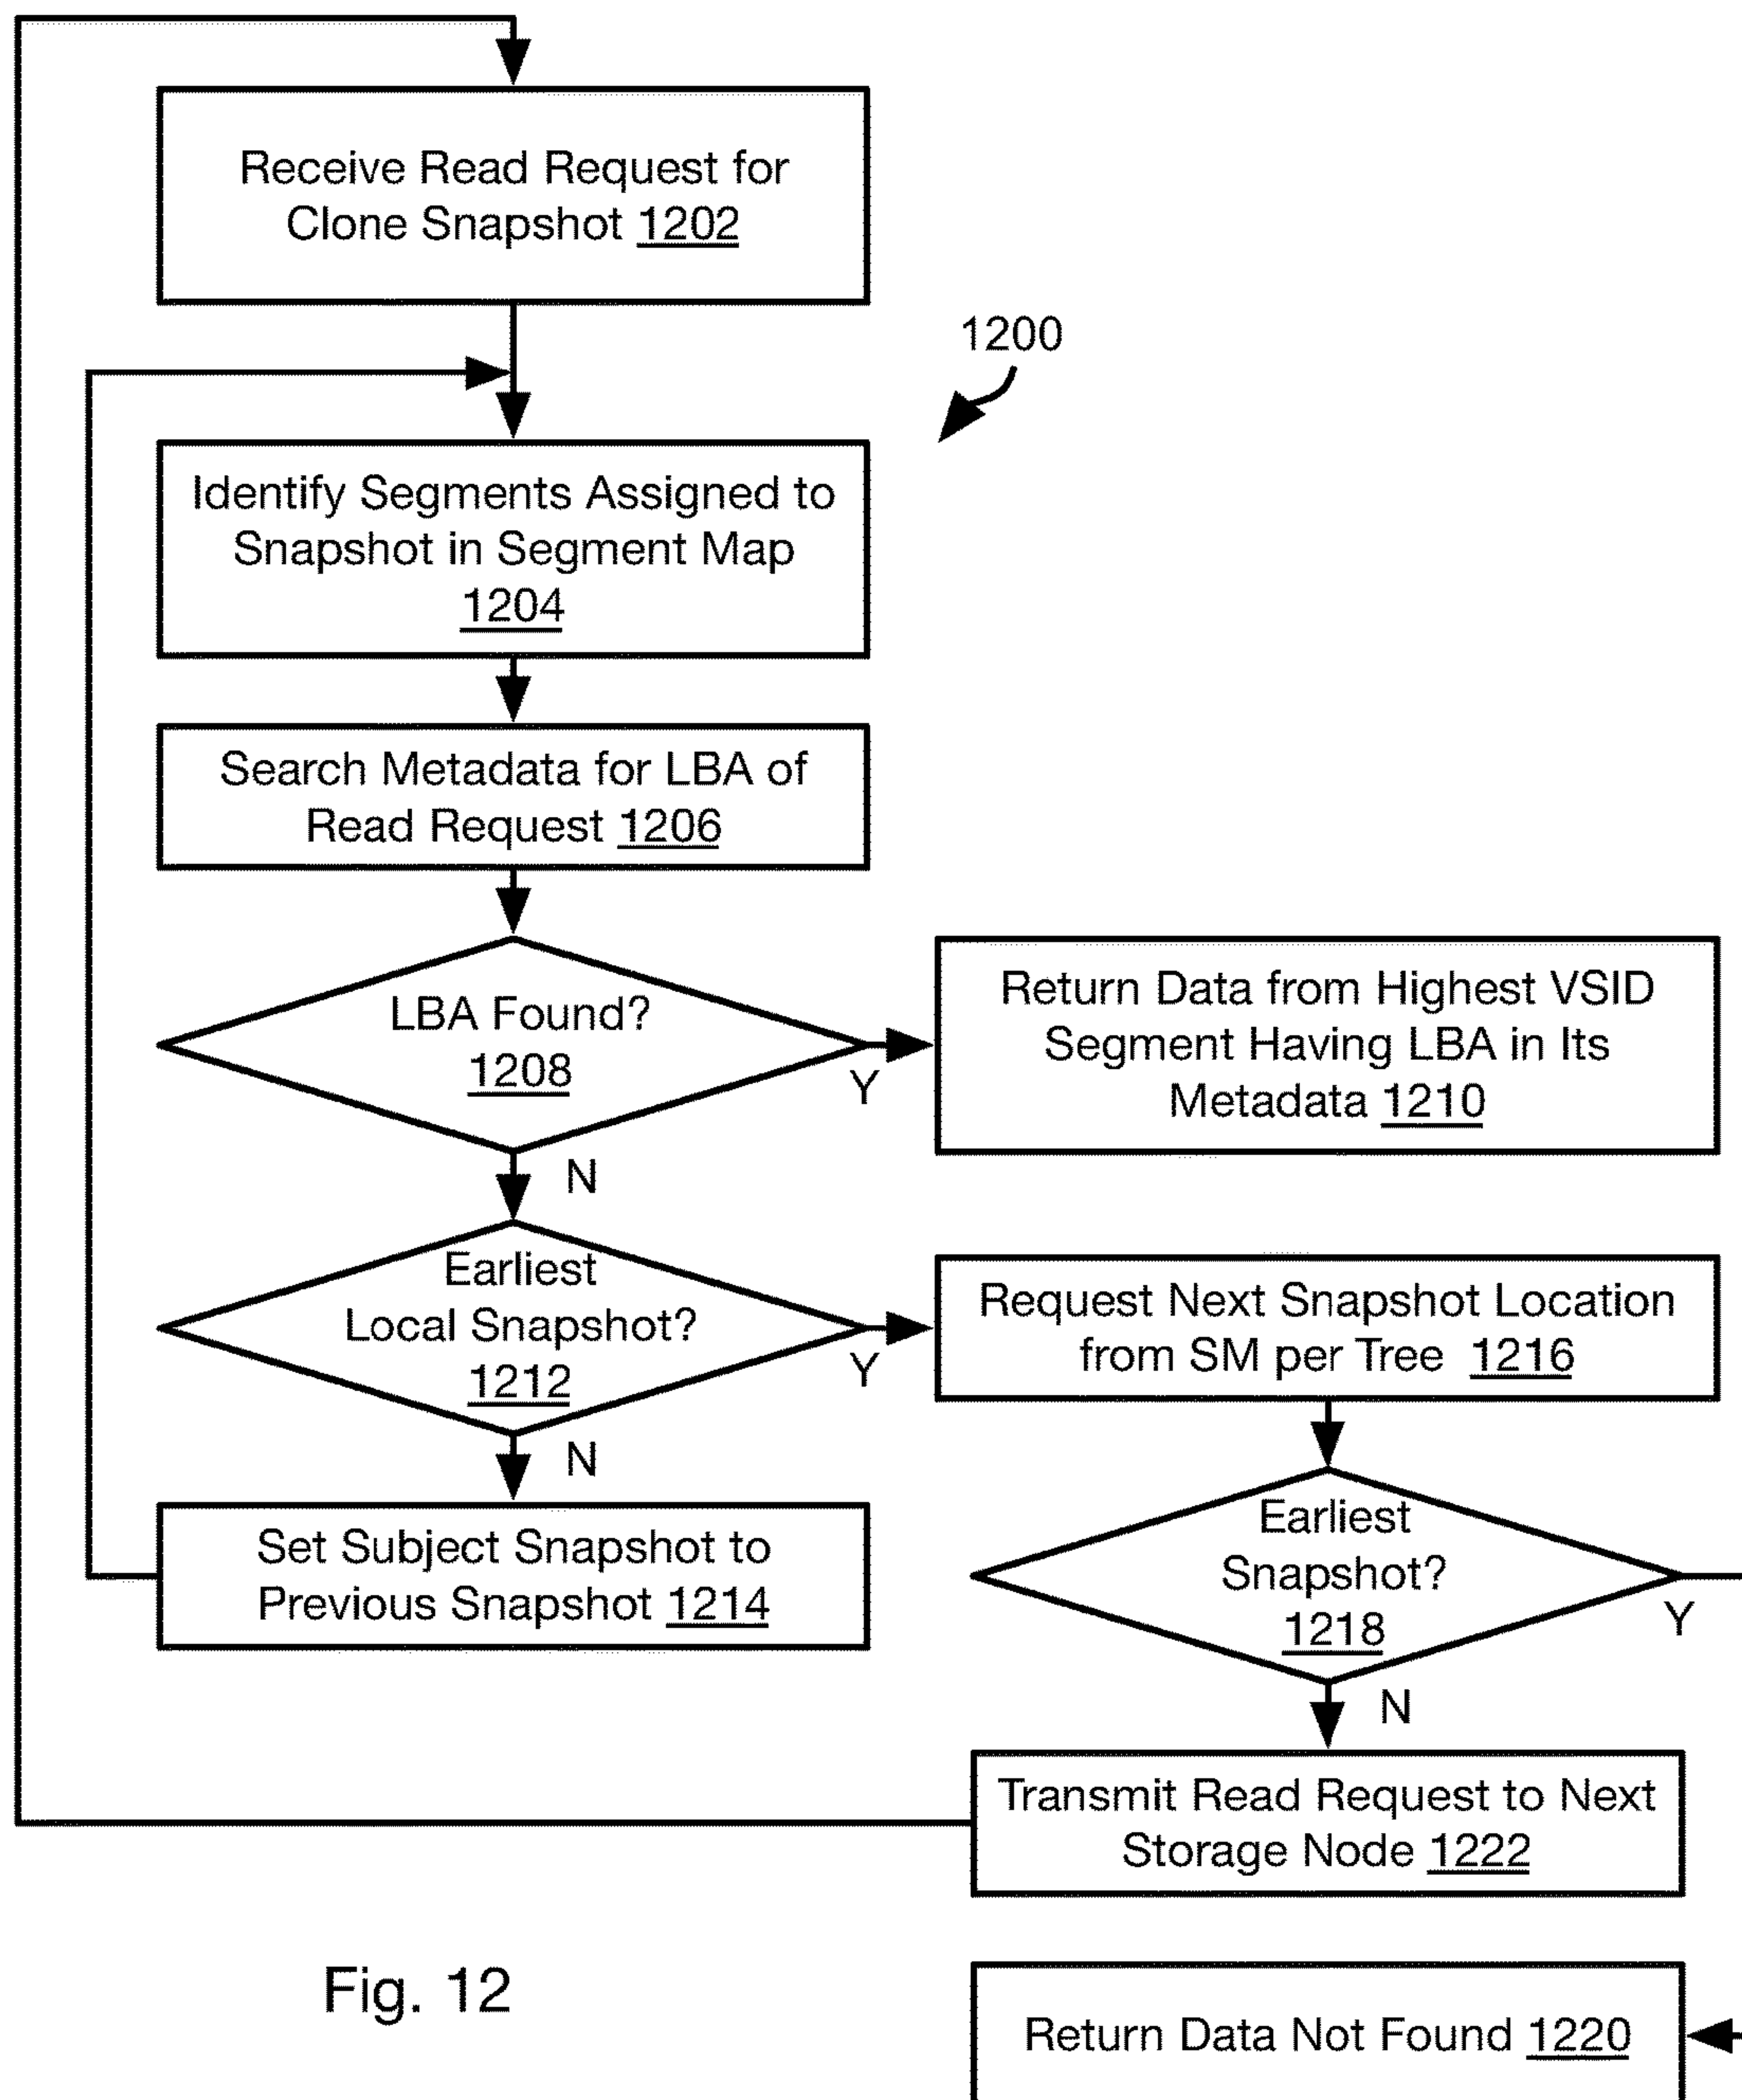 Receive Read Request for
Clone Snapshot 1202
1200
Identify Segments Assigned to
Snapshot in Segment Map
1204
Search Metadata for LBA of
Read Request 1206
LBA Found?
1208
Y
N
Return Data from Highest VSID
Segment Having LBA in Its
Metadata 1210
Earliest
Local Snapshot?
1212
Y
N
Request Next Snapshot Location
from SM per Tree 1216
Set Subject Snapshot to
Previous Snapshot 1214
Earliest
Snapshot?
1218
Y
N
Transmit Read Request to Next
Storage Node 1222
Return Data Not Found 1220
Fig. 12